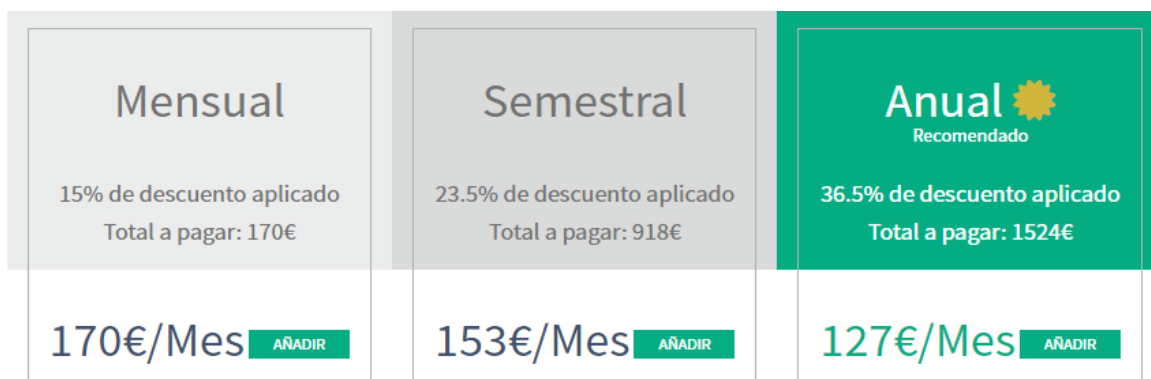 Mensual
15% de descuento aplicado
Total a pagar: 170€
170€/Mes AÑADIR
Semestral
23.5% de descuento aplicado
Total a pagar: 918€
153€/Mes AÑADIR
Anual
Recomendado
36.5% de descuento aplicado
Total a pagar: 1524€
127€/Mes AÑADIR